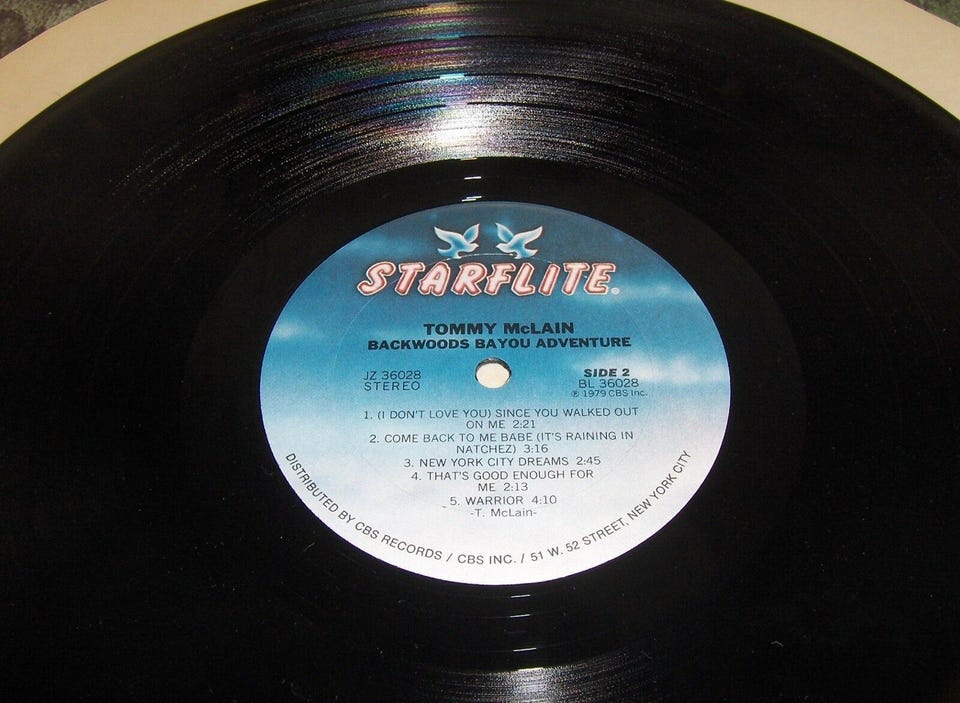 STARFLITE®
TOMMY McLAIN
BACKWOODS BAYOU ADVENTURE
JZ 36028
STEREO
SIDE 2
BL 36028
℗ 1979 CBS Inc.
1. (I DON'T LOVE YOU) SINCE YOU WALKED OUT
ON ME 2:21
2. COME BACK TO ME BABE (IT'S RAINING IN
NATCHEZ) 3:16
3. NEW YORK CITY DREAMS 2:45
4. THAT'S GOOD ENOUGH FOR
ME 2:13
5. WARRIOR 4:10
-T. McLain-
DISTRIBUTED BY CBS RECORDS / CBS INC. / 51 W. 52 STREET, NEW YORK CITY